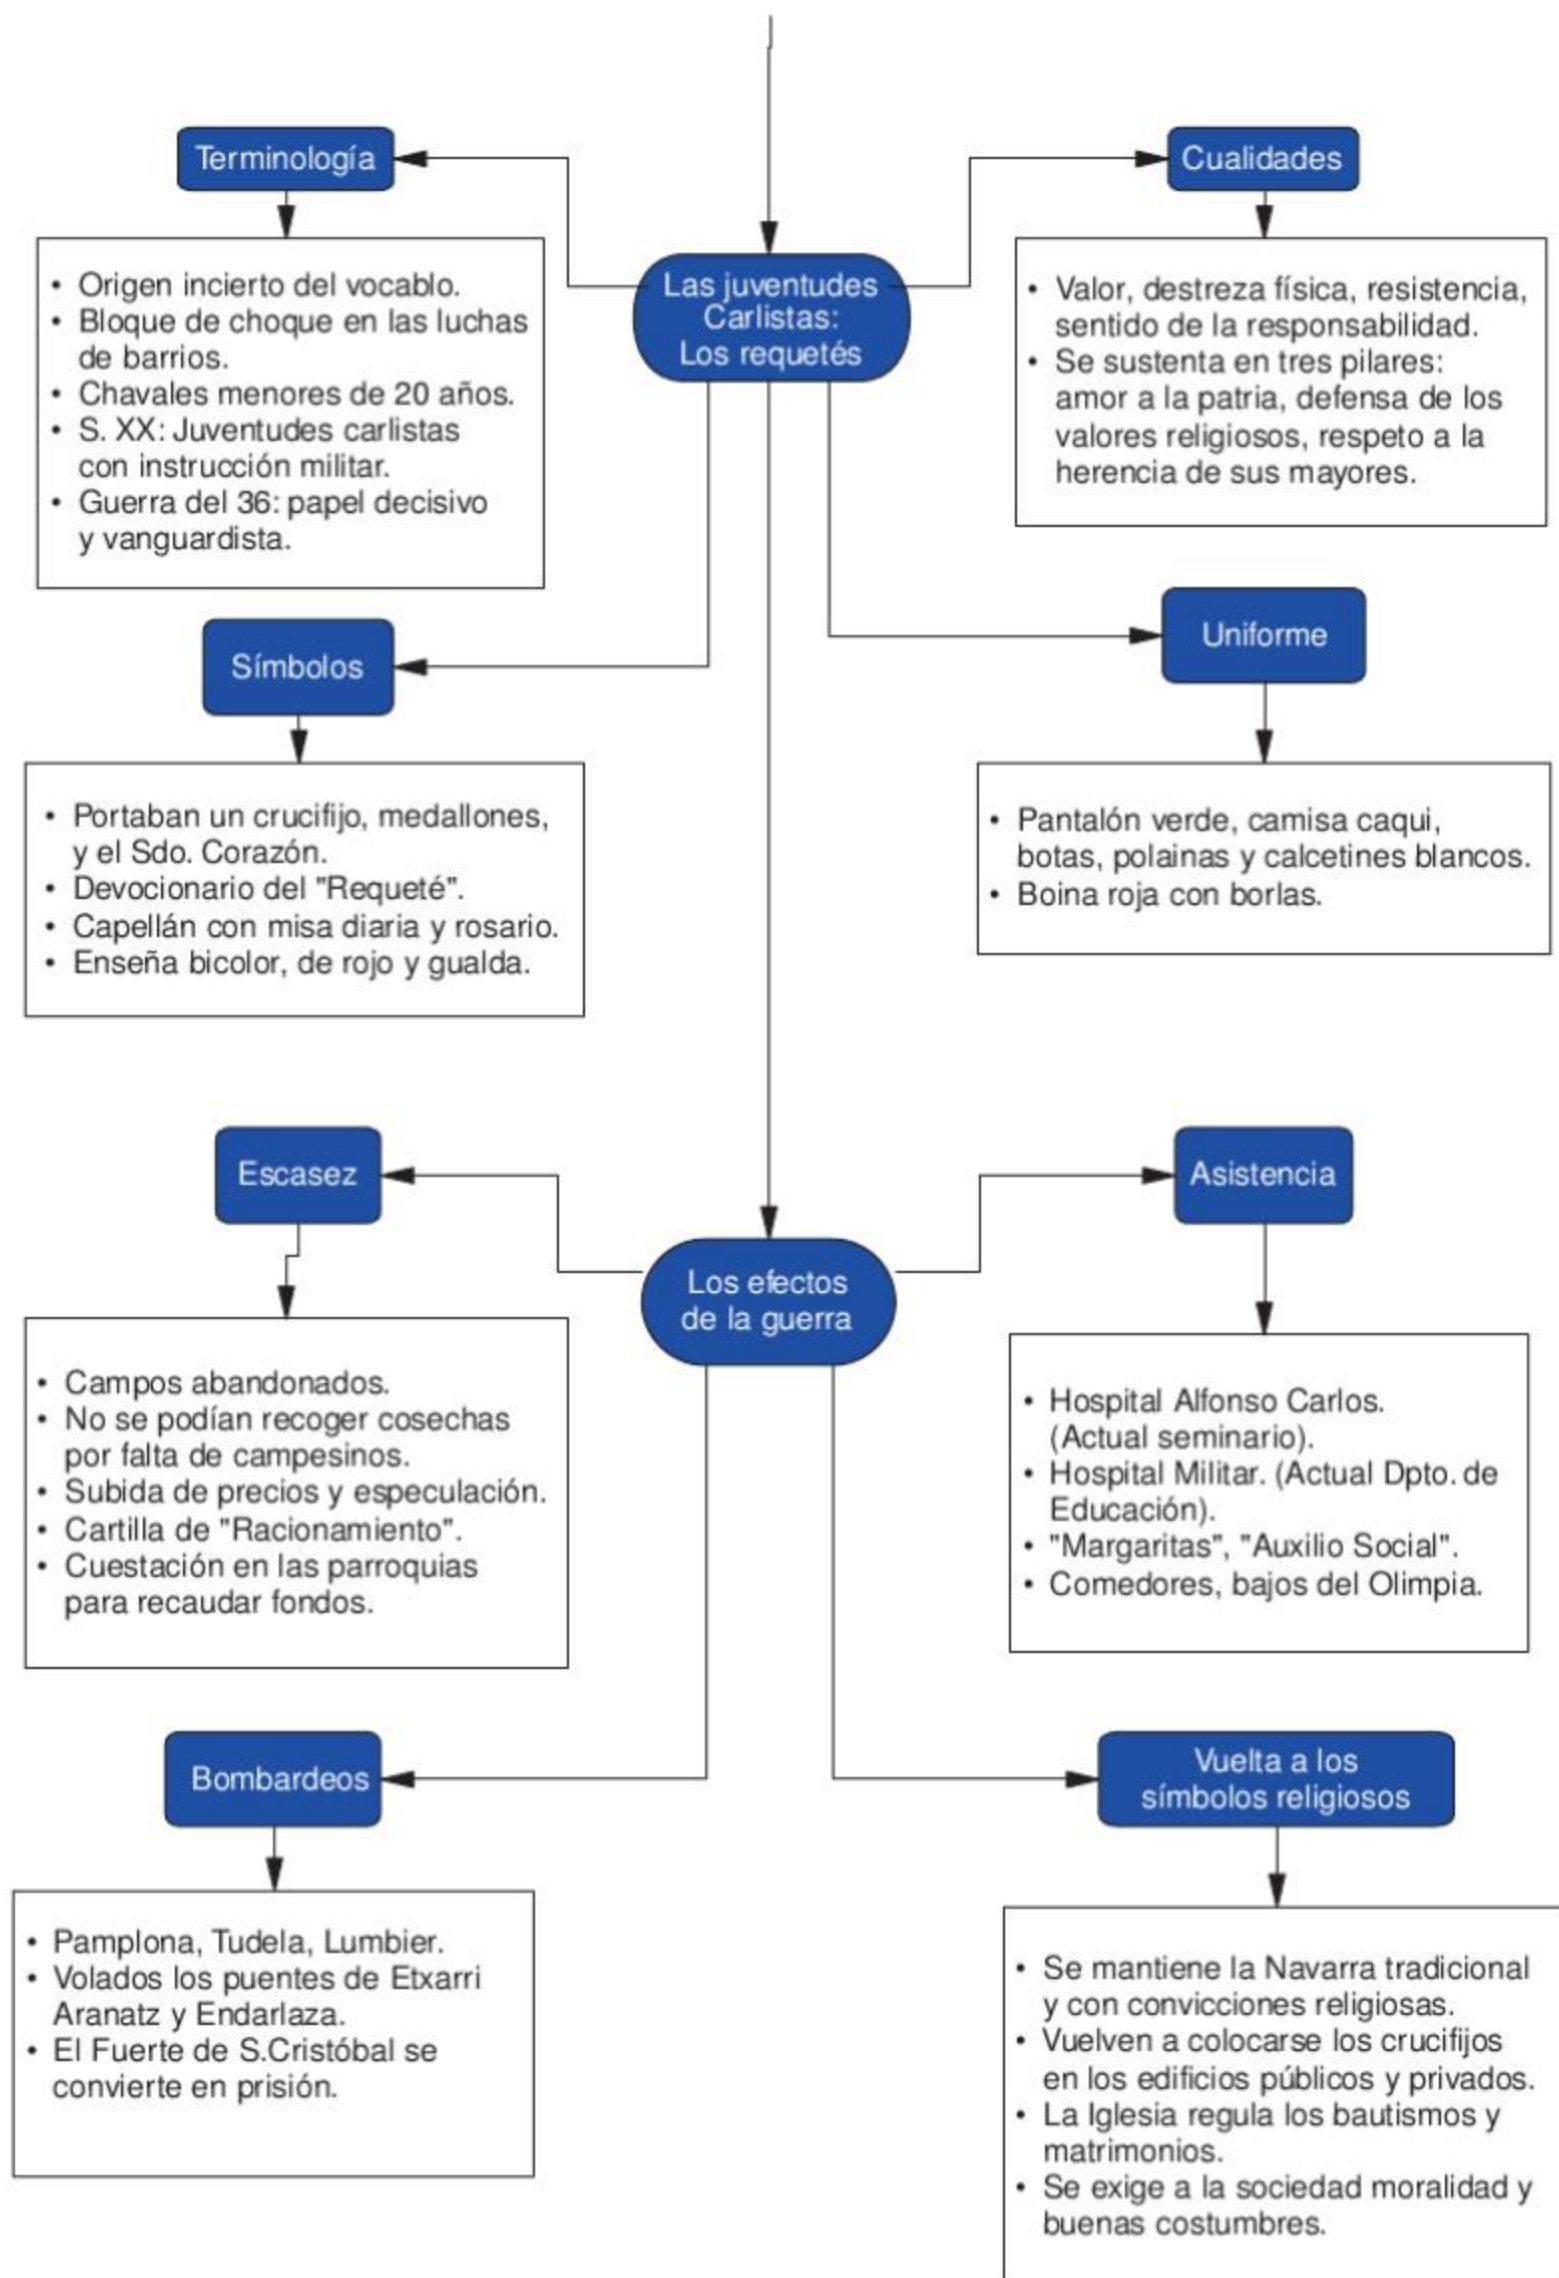 Terminología
• Origen incierto del vocablo.
• Bloque de choque en las luchas
de barrios.
• Chavales menores de 20 años.
• S. XX: Juventudes carlistas
con instrucción militar.
• Guerra del 36: papel decisivo
y vanguardista.
Las juventudes
Carlistas:
Los requetés
Cualidades
• Valor, destreza física, resistencia,
sentido de la responsabilidad.
• Se sustenta en tres pilares:
amor a la patria, defensa de los
valores religiosos, respeto a la
herencia de sus mayores.
Símbolos
• Portaban un crucifijo, medallones,
y el Sdo. Corazón.
• Devocionario del "Requeté".
• Capellán con misa diaria y rosario.
• Enseña bicolor, de rojo y gualda.
Uniforme
• Pantalón verde, camisa caqui,
botas, polainas y calcetines blancos.
• Boina roja con borlas.
Escasez
• Campos abandonados.
• No se podían recoger cosechas
por falta de campesinos.
• Subida de precios y especulación.
• Cartilla de "Racionamiento".
• Cuestación en las parroquias
para recaudar fondos.
Los efectos
de la guerra
Asistencia
• Hospital Alfonso Carlos.
(Actual seminario).
• Hospital Militar. (Actual Dpto. de
Educación).
• "Margaritas", "Auxilio Social".
• Comedores, bajos del Olimpia.
Bombardeos
• Pamplona, Tudela, Lumbier.
• Volados los puentes de Etxarri
Aranatz y Endarlaza.
• El Fuerte de S.Cristóbal se
convierte en prisión.
Vuelta a los
símbolos religiosos
• Se mantiene la Navarra tradicional
y con convicciones religiosas.
• Vuelven a colocarse los crucifijos
en los edificios públicos y privados.
• La Iglesia regula los bautismos y
matrimonios.
• Se exige a la sociedad moralidad y
buenas costumbres.